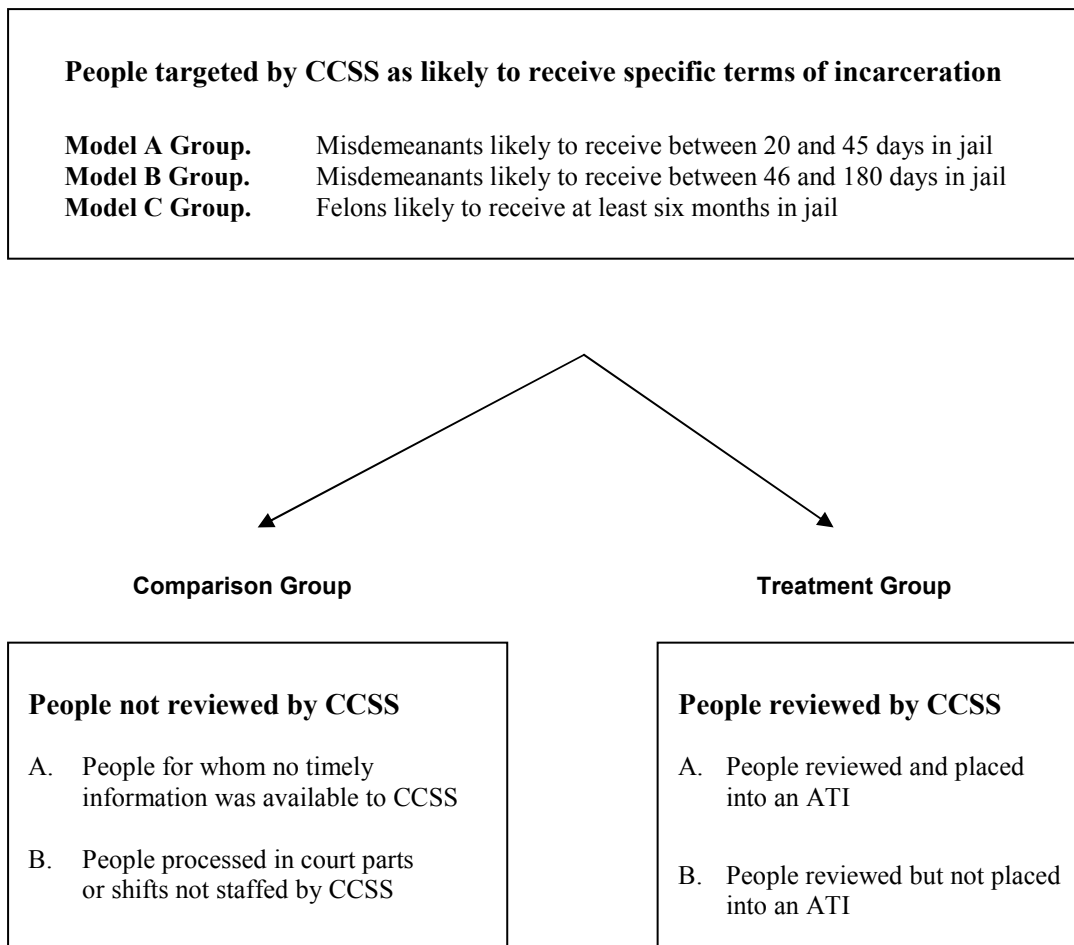 People targeted by CCSS as likely to receive specific terms of incarceration
Model A Group. Misdemeanants likely to receive between 20 and 45 days in jail
Model B Group. Misdemeanants likely to receive between 46 and 180 days in jail
Model C Group. Felons likely to receive at least six months in jail
Comparison Group
People not reviewed by CCSS
A. People for whom no timely
information was available to CCSS
B. People processed in court parts
or shifts not staffed by CCSS
Treatment Group
People reviewed by CCSS
A. People reviewed and placed
into an ATI
B. People reviewed but not placed
into an ATI